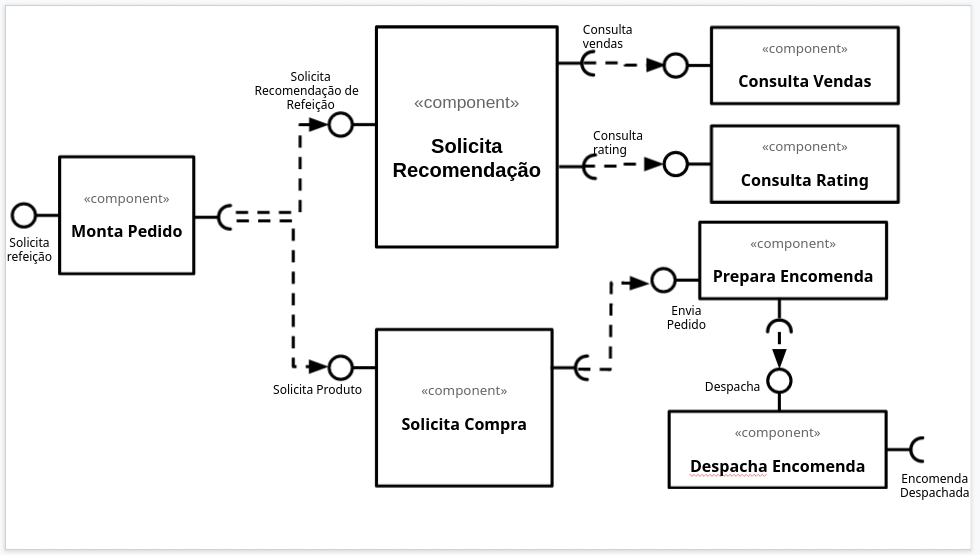 Solicita
refeição
«component»
Monta Pedido
Solicita
Recomendação de
Refeição
«component»
Solicita
Recomendação
Consulta
vendas
«component»
Consulta Vendas
Consulta
rating
«component»
Consulta Rating
Solicita Produto
«component»
Solicita Compra
Envia
Pedido
«component»
Prepara Encomenda
Despacha
«component»
Despacha Encomenda
Encomenda
Despachada